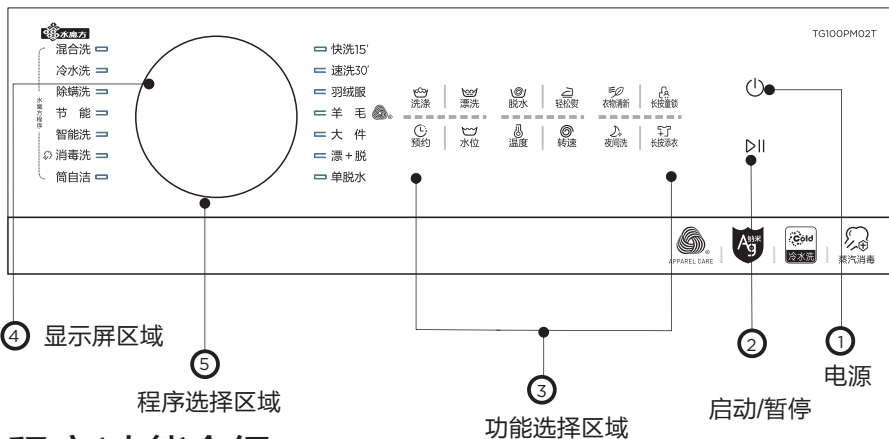 水魔方
TG100PM02T
混合洗
冷水洗
除螨洗
节 能
智能洗
消毒洗
筒自洁
水魔方程序
快洗15'
速洗30'
羽绒服
羊 毛
大 件
漂+脱
单脱水
洗涤 漂洗 脱水 轻松熨 衣物清新 长按童锁
预约 水位 温度 转速 夜间洗 长按添衣
APPAREL CARE
纳米
Ag
Cold
冷水洗
蒸汽消毒
4 显示屏区域
5
程序选择区域
3
功能选择区域
2
启动/暂停
1
电源